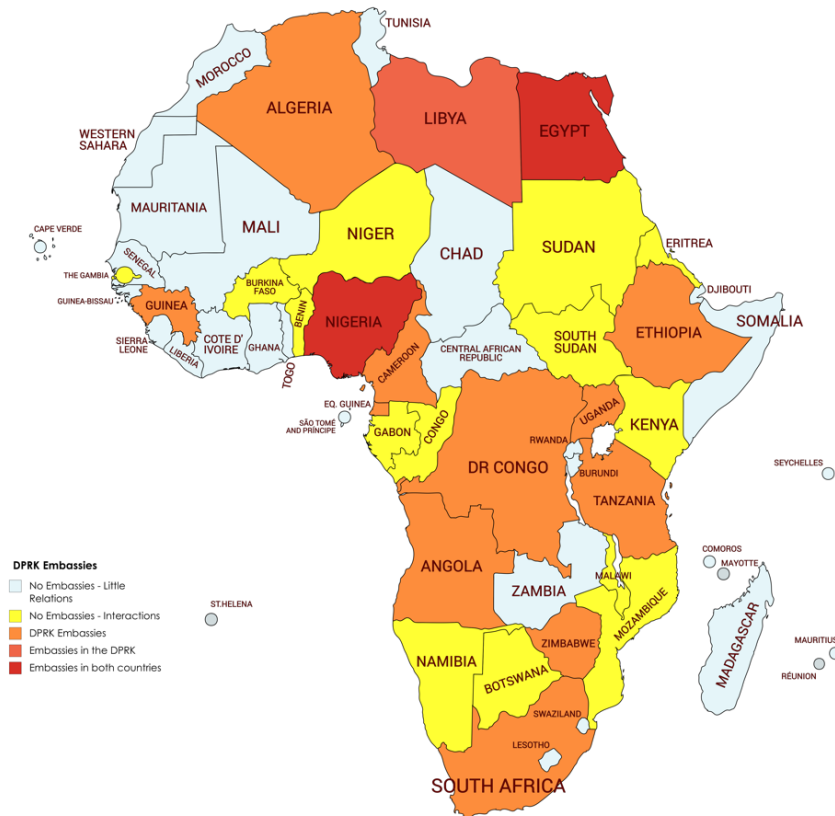 TUNISIA
MOROCCO
ALGERIA
LIBYA
EGYPT
WESTERN
SAHARA
MAURITANIA
MALI
NIGER
CHAD
SUDAN
ERITREA
CAPE VERDE
SENEGAL
THE GAMBIA
GUINEA-BISSAU
GUINEA
BURKINA
FASO
BENIN
NIGERIA
DJIBOUTI
SOMALIA
ETHIOPIA
SOUTH
SUDAN
SIERRA
LEONE
LIBERIA
COTE D'
IVOIRE
GHANA
TOGO
CAMEROON
CENTRAL AFRICAN
REPUBLIC
EQ. GUINEA
SÃO TOMÉ
AND PRÍNCIPE
GABON
CONGO
UGANDA
KENYA
RWANDA
DR CONGO
BURUNDI
TANZANIA
SEYCHELLES
COMOROS
MAYOTTE
ANGOLA
ZAMBIA
MALAWI
MOZAMBIQUE
ST.HELENA
MADAGASCAR
MAURITIUS
RÉUNION
ZIMBABWE
NAMIBIA
BOTSWANA
SWAZILAND
LESOTHO
SOUTH AFRICA
DPRK Embassies
No Embassies - Little
Relations
No Embassies - Interactions
DPRK Embassies
Embassies in the DPRK
Embassies in both countries